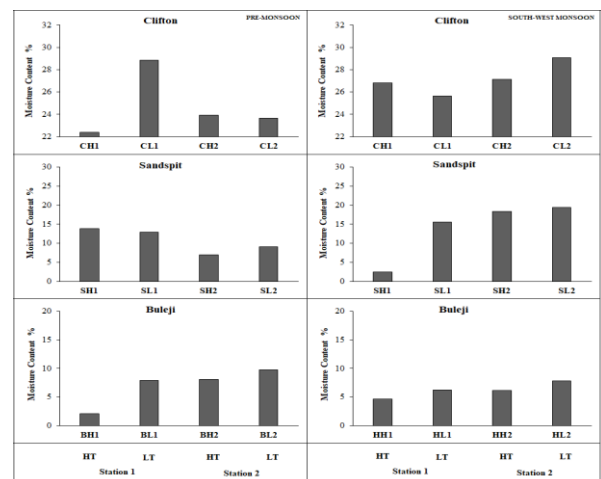 Clifton PRE-MONSOON
Moisture Content %
32
30
28
26
24
22
CH1 CL1 CH2 CL2
Clifton SOUTH-WEST MONSOON
Moisture Content %
32
30
28
26
24
22
CH1 CL1 CH2 CL2
Sandspit
Moisture Content %
30
25
20
15
10
5
0
SH1 SL1 SH2 SL2
Sandspit
Moisture Content %
30
25
20
15
10
5
0
SH1 SL1 SH2 SL2
Buleji
Moisture Content %
20
15
10
5
0
BH1 BL1 BH2 BL2
Buleji
Moisture Content %
20
15
10
5
0
HH1 HL1 HH2 HL2
HT LT HT LT
Station 1 Station 2
HT LT HT LT
Station 1 Station 2